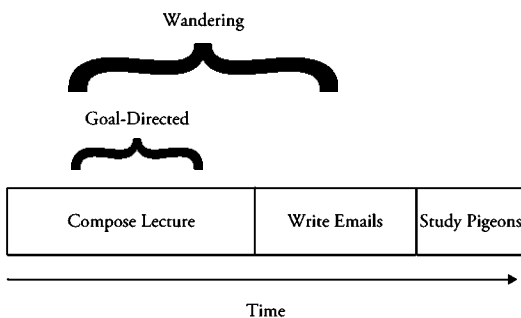 Wandering
Goal-Directed
Compose Lecture
Write Emails
Study Pigeons
Time